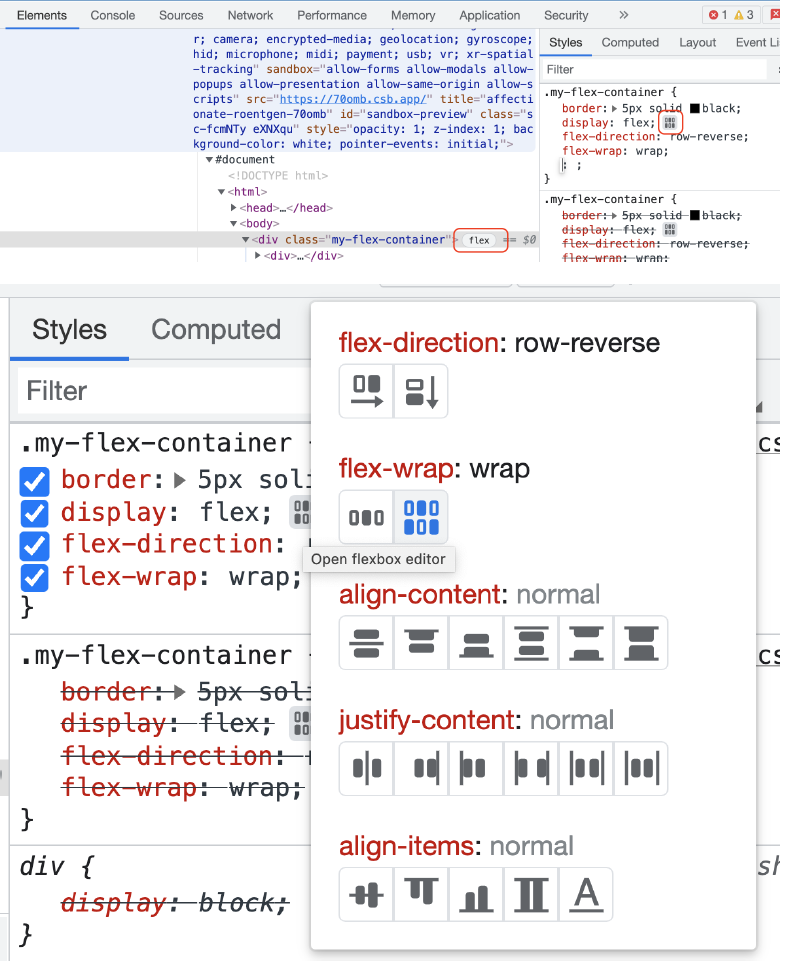 Elements Console Sources Network Performance Memory Application Security » 1 3
r; camera; encrypted-media; geolocation; gyroscope;
hid; microphone; midi; payment; usb; vr; xr-spatial
-tracking" sandbox="allow-forms allow-modals allow-
popups allow-presentation allow-same-origin allow-s
cripts" src="https://70omb.csb.app/" title="affecti
onate-roentgen-70omb" id="sandbox-preview" class="s
c-fcmNTy eXNXqu" style="opacity: 1; z-index: 1; bac
kground-color: white; pointer-events: initial;">
#document
<!DOCTYPE html>
<html>
<head>…</head>
<body>
<div class="my-flex-container"> flex == $0
<div>…</div>
Styles Computed Layout Event Li
Filter
.my-flex-container {
border: 5px solid black;
display: flex;
flex-direction: row-reverse;
flex-wrap: wrap;
: ;
}
.my-flex-container {
border: 5px solid black;
display: flex;
flex-direction: row-reverse;
flex-wrap: wrap;
Styles Computed
Filter
.my-flex-container
border: 5px soli
display: flex;
flex-direction:
flex-wrap: wrap;
}
.my-flex-container
border: 5px soli
display: flex;
flex-direction:
flex-wrap: wrap;
}
div {
display: block;
}
flex-direction: row-reverse
flex-wrap: wrap
Open flexbox editor
align-content: normal
justify-content: normal
align-items: normal
A
cs
cs
sh